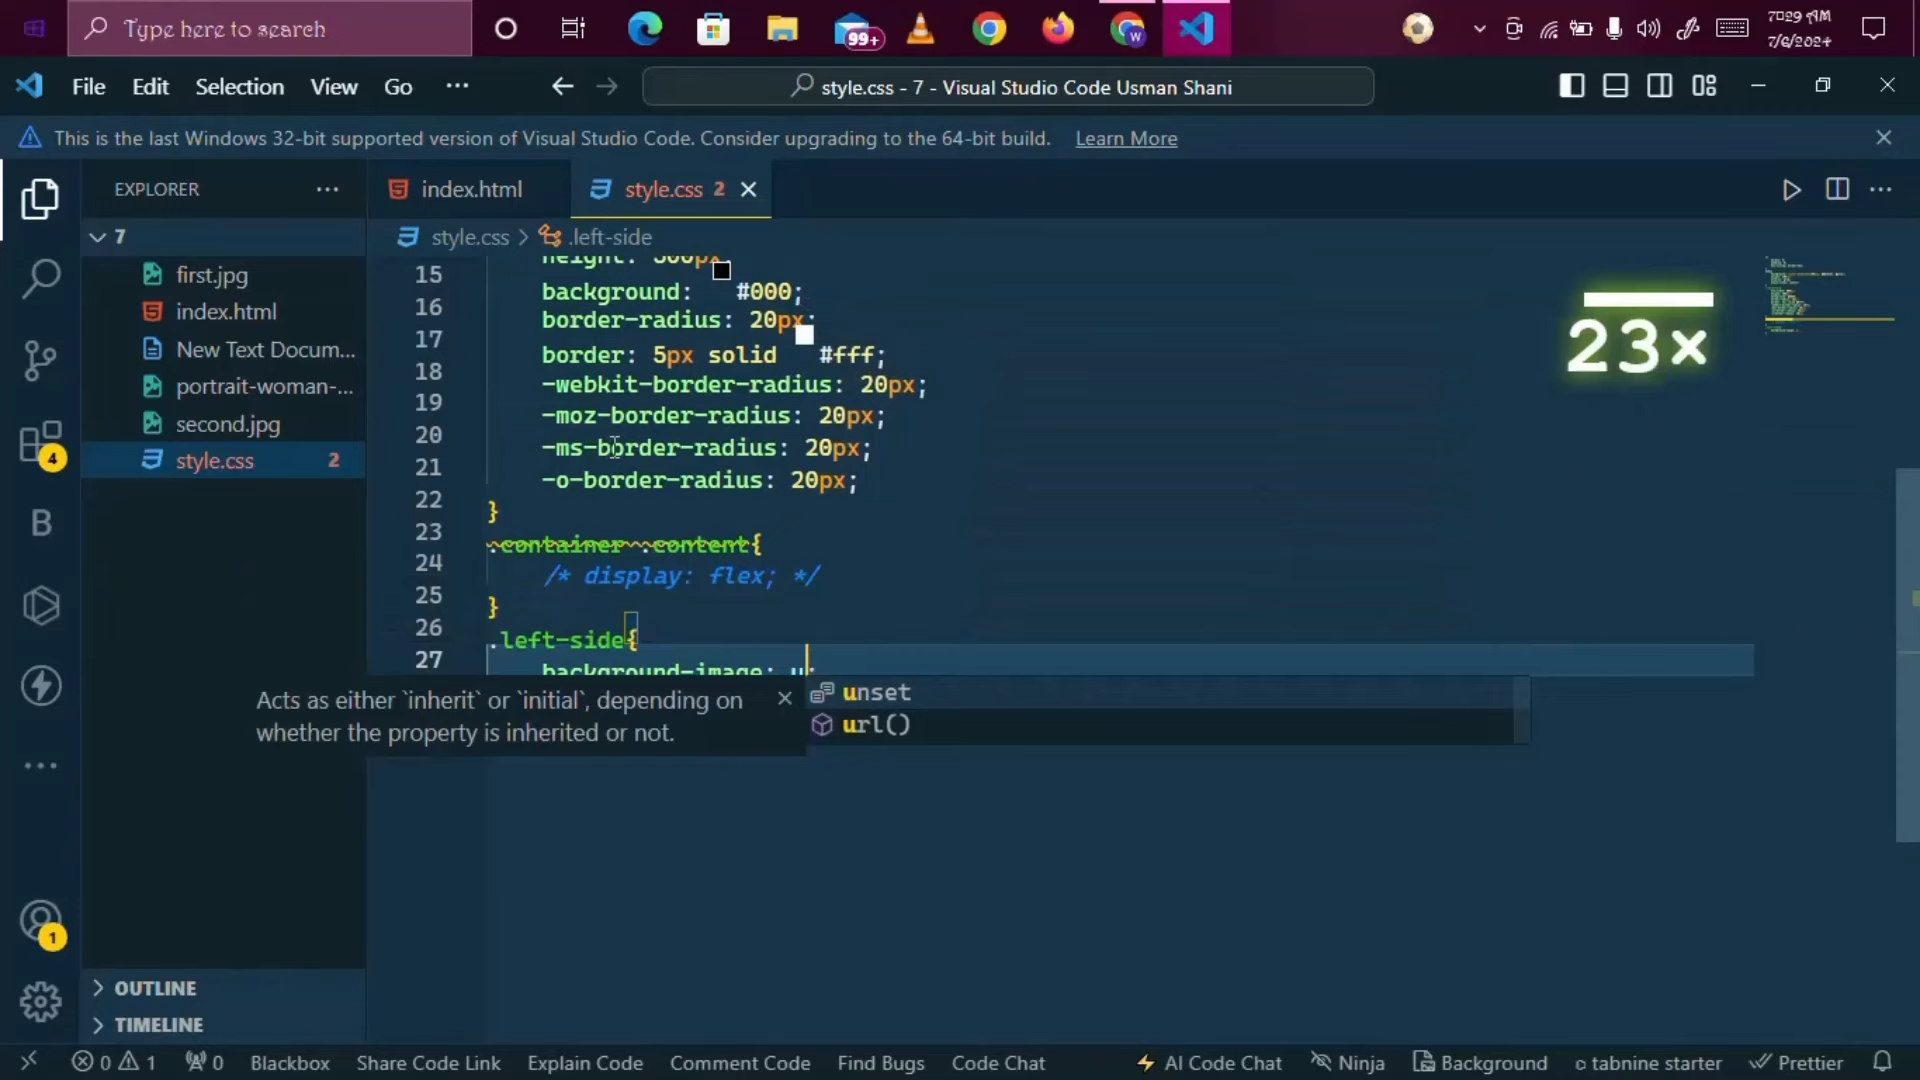 Type here to search
99+
W
7:29 AM
7/6/2024
File Edit Selection View Go ···
style.css - 7 - Visual Studio Code Usman Shani
This is the last Windows 32-bit supported version of Visual Studio Code. Consider upgrading to the 64-bit build. Learn More
EXPLORER ···
index.html
style.css 2
7
style.css > .left-side
first.jpg
index.html
New Text Docum...
portrait-woman-...
second.jpg
style.css 2
15 height: 500px;
16 background: #000;
17 border-radius: 20px;
18 border: 5px solid #fff;
19 -webkit-border-radius: 20px;
20 -moz-border-radius: 20px;
21 -ms-border-radius: 20px;
22 -o-border-radius: 20px;
23 }
24 .container .content{
25 /* display: flex; */
26 }
27 .left-side{
background-image: u;
Acts as either `inherit` or `initial`, depending on
whether the property is inherited or not.
unset
url()
23×
4
B
1
OUTLINE
TIMELINE
0 1 0 Blackbox Share Code Link Explain Code Comment Code Find Bugs Code Chat AI Code Chat Ninja Background tabnine starter Prettier